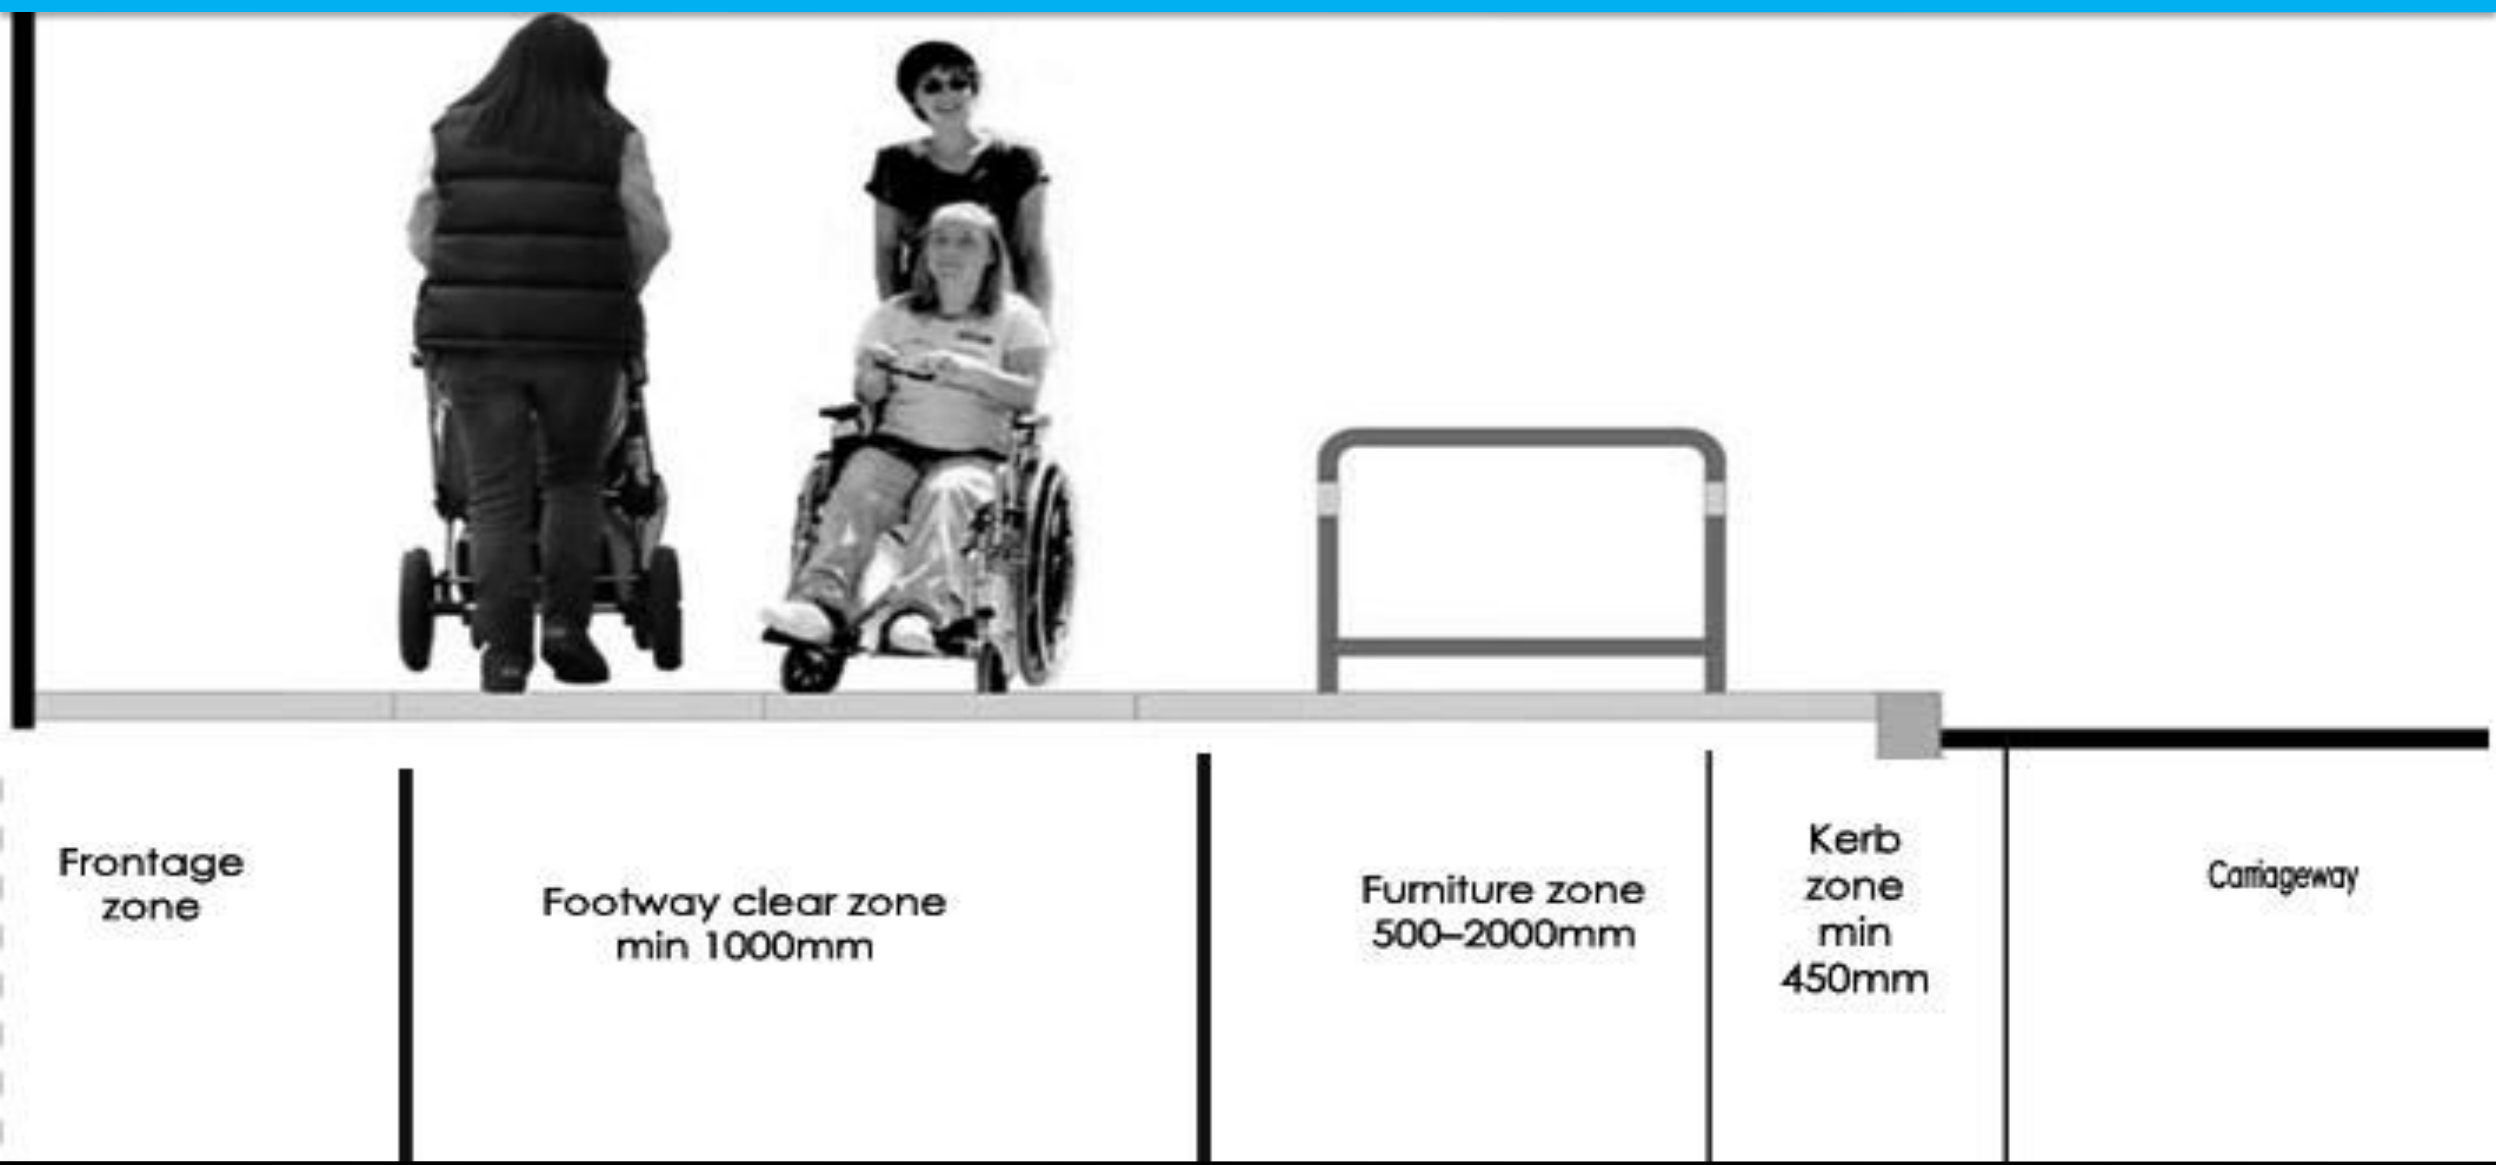 Frontage
zone
Footway clear zone
min 1000mm
Furniture zone
500–2000mm
Kerb
zone
min
450mm
Carriageway